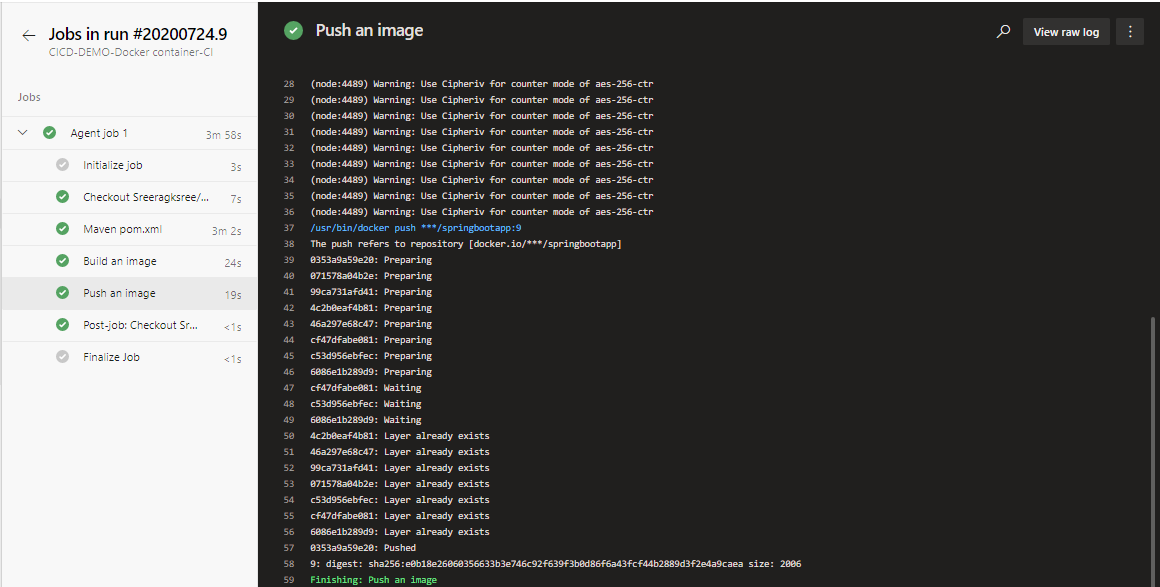 Jobs in run #20200724.9
CICD-DEMO-Docker container-CI
Jobs
Agent job 1 3m 58s
Initialize job 3s
Checkout Sreeragksree/... 7s
Maven pom.xml 3m 2s
Build an image 24s
Push an image 19s
Post-job: Checkout Sr... <1s
Finalize Job <1s
Push an image
View raw log
28 (node:4489) Warning: Use Cipheriv for counter mode of aes-256-ctr
29 (node:4489) Warning: Use Cipheriv for counter mode of aes-256-ctr
30 (node:4489) Warning: Use Cipheriv for counter mode of aes-256-ctr
31 (node:4489) Warning: Use Cipheriv for counter mode of aes-256-ctr
32 (node:4489) Warning: Use Cipheriv for counter mode of aes-256-ctr
33 (node:4489) Warning: Use Cipheriv for counter mode of aes-256-ctr
34 (node:4489) Warning: Use Cipheriv for counter mode of aes-256-ctr
35 (node:4489) Warning: Use Cipheriv for counter mode of aes-256-ctr
36 (node:4489) Warning: Use Cipheriv for counter mode of aes-256-ctr
37 /usr/bin/docker push ***/springbootapp:9
38 The push refers to repository [docker.io/***/springbootapp]
39 0353a9a59e20: Preparing
40 071578a04b2e: Preparing
41 99ca731afd41: Preparing
42 4c2b0eaf4b81: Preparing
43 46a297e68c47: Preparing
44 cf47dfabe081: Preparing
45 c53d956ebfec: Preparing
46 6086e1b289d9: Preparing
47 cf47dfabe081: Waiting
48 c53d956ebfec: Waiting
49 6086e1b289d9: Waiting
50 4c2b0eaf4b81: Layer already exists
51 46a297e68c47: Layer already exists
52 99ca731afd41: Layer already exists
53 071578a04b2e: Layer already exists
54 c53d956ebfec: Layer already exists
55 cf47dfabe081: Layer already exists
56 6086e1b289d9: Layer already exists
57 0353a9a59e20: Pushed
58 9: digest: sha256:e0b18e26060356633b3e746c92f639f3b0d86f6a43fcf44b2889d3f2e4a9caea size: 2006
59 Finishing: Push an image